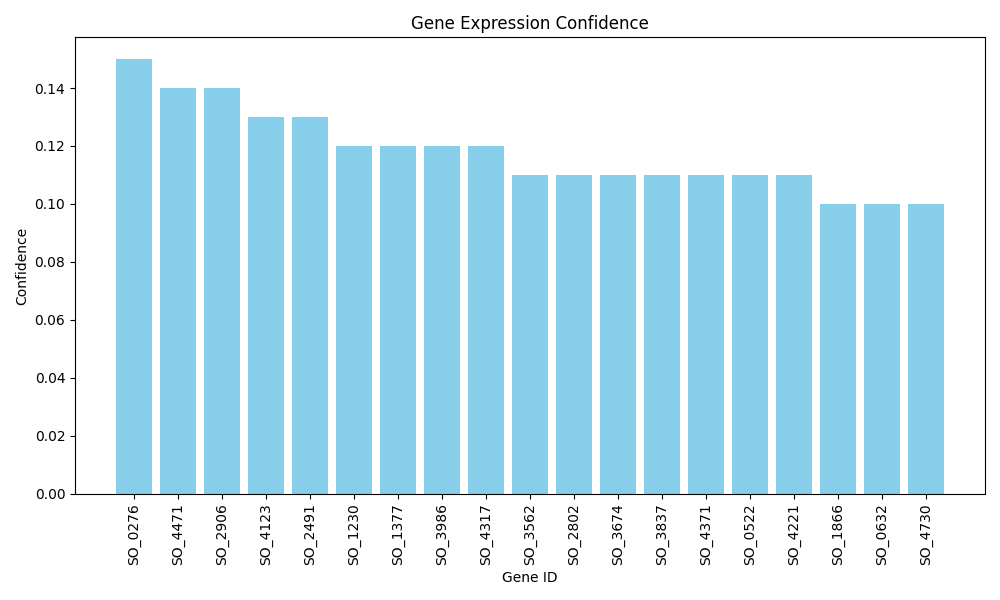 Gene Expression Confidence
Confidence
0.14
0.12
0.10
0.08
0.06
0.04
0.02
0.00
SO_0276
SO_4471
SO_2906
SO_4123
SO_2491
SO_1230
SO_1377
SO_3986
SO_4317
SO_3562
SO_2802
SO_3674
SO_3837
SO_4371
SO_0522
SO_4221
SO_1866
SO_0632
SO_4730
Gene ID